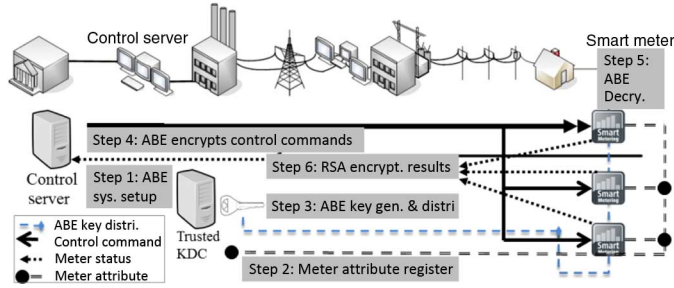 Control server
Smart meter
Step 5:
ABE
Decry.
Smart
Metering
Step 4: ABE encrypts control commands
Step 6: RSA encrypt. results
Control
server
Step 1: ABE
sys. setup
Smart
Metering
Step 3: ABE key gen. & distri
Trusted
KDC
Smart
Metering
Step 2: Meter attribute register
ABE key distri.
Control command
Meter status
Meter attribute